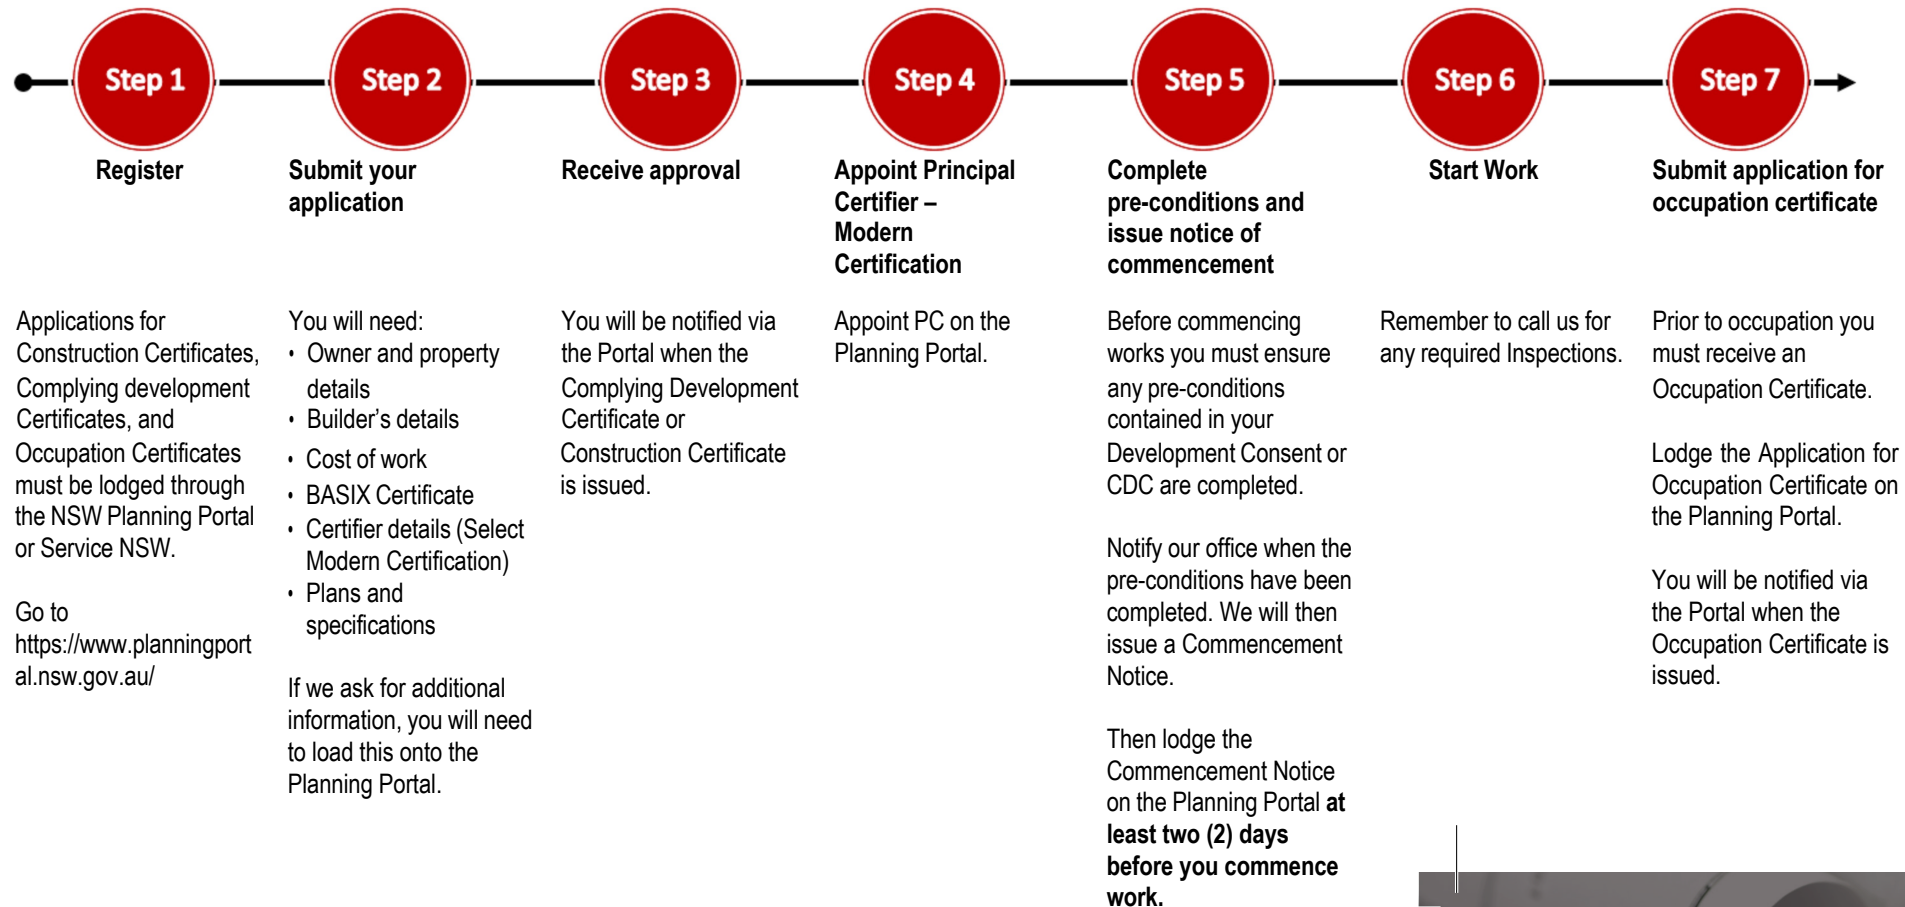 Step 1
Step 2
Step 3
Step 4
Step 5
Step 6
Step 7
Register
Applications for
Construction Certificates,
Complying development
Certificates, and
Occupation Certificates
must be lodged through
the NSW Planning Portal
or Service NSW.
Go to
https://www.planningport
al.nsw.gov.au/
Submit your
application
You will need:
• Owner and property
details
• Builder’s details
• Cost of work
• BASIX Certificate
• Certifier details (Select
Modern Certification)
• Plans and
specifications
If we ask for additional
information, you will need
to load this onto the
Planning Portal.
Receive approval
You will be notified via
the Portal when the
Complying Development
Certificate or
Construction Certificate
is issued.
Appoint Principal
Certifier –
Modern
Certification
Appoint PC on the
Planning Portal.
Complete
pre-conditions and
issue notice of
commencement
Before commencing
works you must ensure
any pre-conditions
contained in your
Development Consent or
CDC are completed.
Notify our office when the
pre-conditions have been
completed. We will then
issue a Commencement
Notice.
Then lodge the
Commencement Notice
on the Planning Portal at
least two (2) days
before you commence
work.
Start Work
Remember to call us for
any required Inspections.
Submit application for
occupation certificate
Prior to occupation you
must receive an
Occupation Certificate.
Lodge the Application for
Occupation Certificate on
the Planning Portal.
You will be notified via
the Portal when the
Occupation Certificate is
issued.